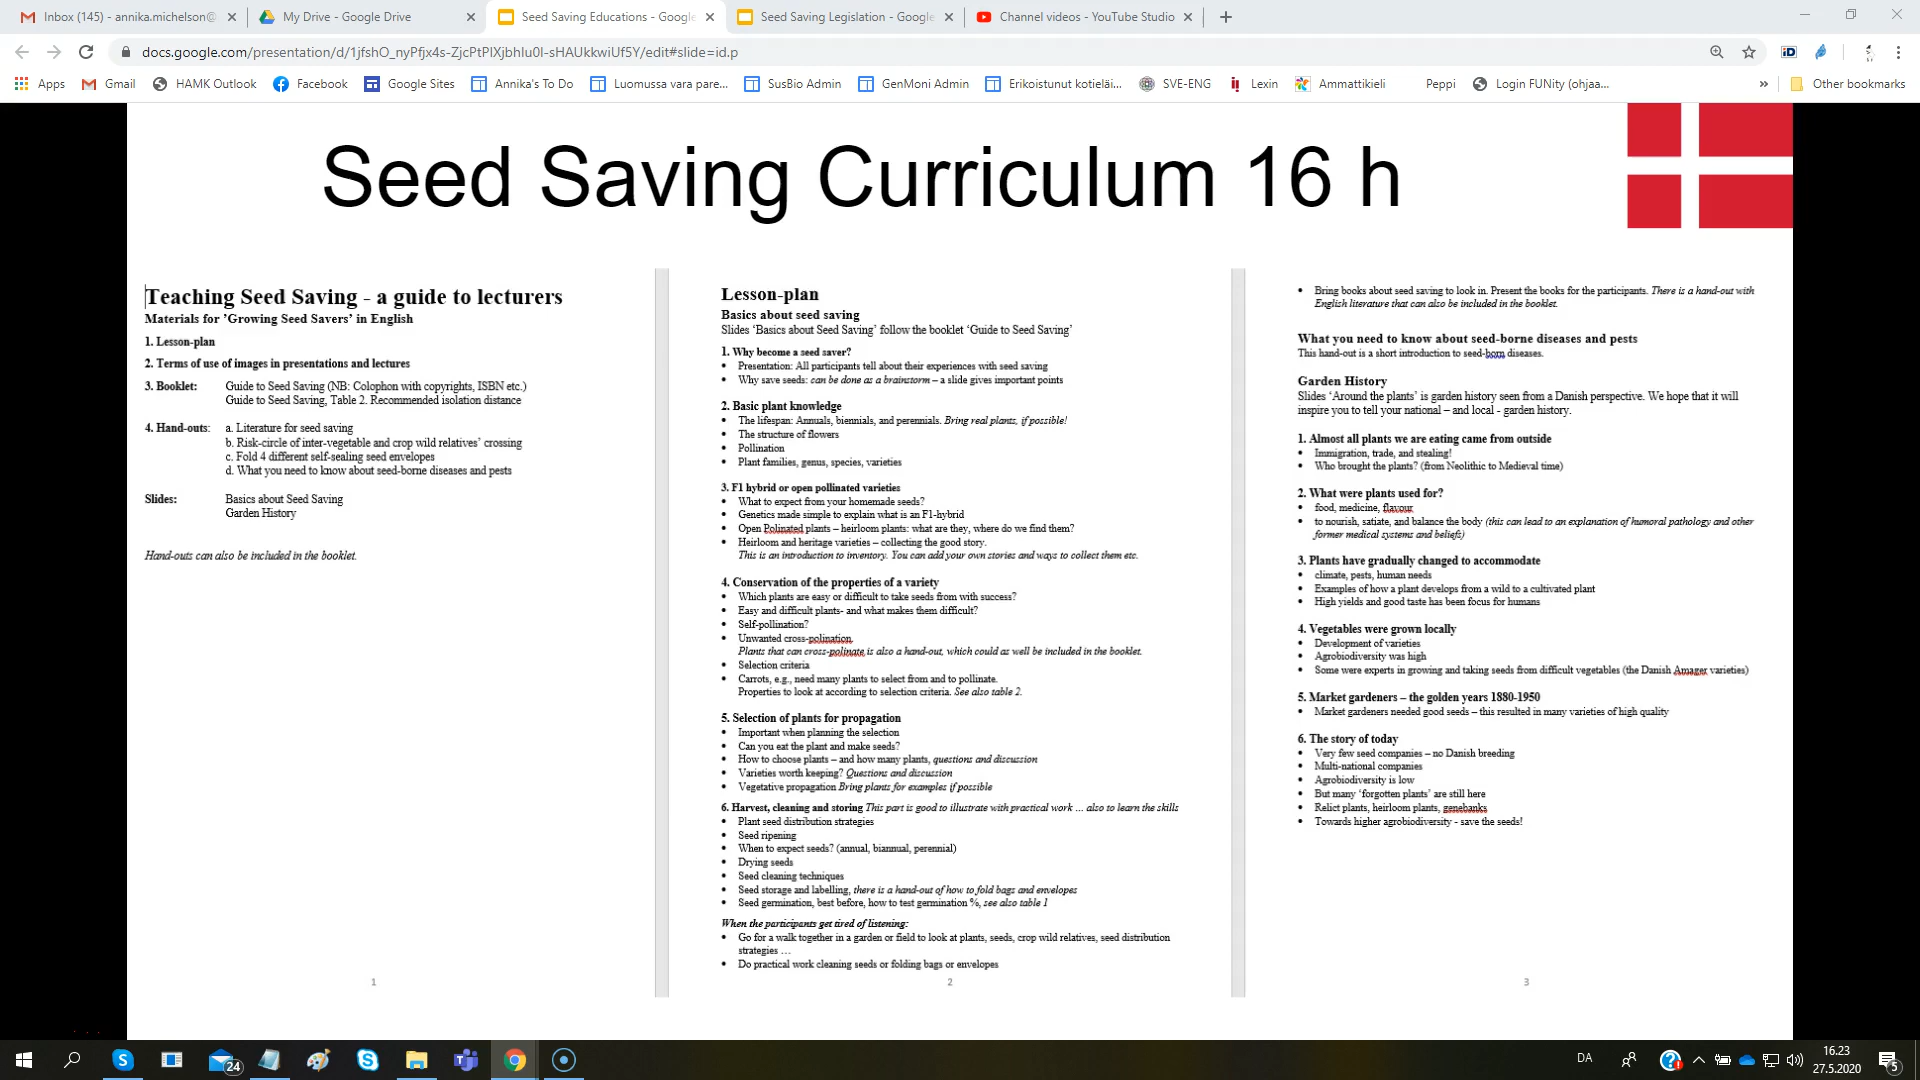 Inbox (145) - annika.michelson@
My Drive - Google Drive
Seed Saving Educations - Google
Seed Saving Legislation - Google
Channel videos - YouTube Studio
docs.google.com/presentation/d/1jfshO_nyPfjx4s-ZjcPtPlXjbhIu0I-sHAUkkwiUf5Y/edit#slide=id.p
Apps
Gmail
HAMK Outlook
Facebook
Google Sites
Annika's To Do
Luomussa vara pare...
SusBio Admin
GenMoni Admin
Erikoistunut kotieläi...
SVE-ENG
Lexin
Ammattikieli
Peppi
Login FUNity (ohjaa...
»
Other bookmarks
Seed Saving Curriculum 16 h
Teaching Seed Saving - a guide to lecturers
Materials for ’Growing Seed Savers’ in English
1. Lesson-plan
2. Terms of use of images in presentations and lectures
3. Booklet: Guide to Seed Saving (NB: Colophon with copyrights, ISBN etc.)
Guide to Seed Saving, Table 2. Recommended isolation distance
4. Hand-outs: a. Literature for seed saving
b. Risk-circle of inter-vegetable and crop wild relatives’ crossing
c. Fold 4 different self-sealing seed envelopes
d. What you need to know about seed-borne diseases and pests
Slides: Basics about Seed Saving
Garden History
Hand-outs can also be included in the booklet.
1
Lesson-plan
Basics about seed saving
Slides ‘Basics about Seed Saving’ follow the booklet ‘Guide to Seed Saving’
1. Why become a seed saver?
• Presentation: All participants tell about their experiences with seed saving
• Why save seeds: can be done as a brainstorm – a slide gives important points
2. Basic plant knowledge
• The lifespan: Annuals, biennials, and perennials. Bring real plants, if possible!
• The structure of flowers
• Pollination
• Plant families, genus, species, varieties
3. F1 hybrid or open pollinated varieties
• What to expect from your homemade seeds?
• Genetics made simple to explain what is an F1-hybrid
• Open Polinated plants – heirloom plants: what are they, where do we find them?
• Heirloom and heritage varieties – collecting the good story.
This is an introduction to inventory. You can add your own stories and ways to collect them etc.
4. Conservation of the properties of a variety
• Which plants are easy or difficult to take seeds from with success?
• Easy and difficult plants- and what makes them difficult?
• Self-pollination?
• Unwanted cross-polination.
Plants that can cross-polinate is also a hand-out, which could as well be included in the booklet.
• Selection criteria
• Carrots, e.g., need many plants to select from and to pollinate.
Properties to look at according to selection criteria. See also table 2.
5. Selection of plants for propagation
• Important when planning the selection
• Can you eat the plant and make seeds?
• How to choose plants – and how many plants, questions and discussion
• Varieties worth keeping? Questions and discussion
• Vegetative propagation Bring plants for examples if possible
6. Harvest, cleaning and storing This part is good to illustrate with practical work … also to learn the skills
• Plant seed distribution strategies
• Seed ripening
• When to expect seeds? (annual, biannual, perennial)
• Drying seeds
• Seed cleaning techniques
• Seed storage and labelling, there is a hand-out of how to fold bags and envelopes
• Seed germination, best before, how to test germination %, see also table 1
When the participants get tired of listening:
• Go for a walk together in a garden or field to look at plants, seeds, crop wild relatives, seed distribution
strategies …
• Do practical work cleaning seeds or folding bags or envelopes
2
• Bring books about seed saving to look in. Present the books for the participants. There is a hand-out with
English literature that can also be included in the booklet.
What you need to know about seed-borne diseases and pests
This hand-out is a short introduction to seed-born diseases.
Garden History
Slides ‘Around the plants’ is garden history seen from a Danish perspective. We hope that it will
inspire you to tell your national – and local - garden history.
1. Almost all plants we are eating came from outside
• Immigration, trade, and stealing!
• Who brought the plants? (from Neolithic to Medieval time)
2. What were plants used for?
• food, medicine, flavour
• to nourish, satiate, and balance the body (this can lead to an explanation of humoral pathology and other
former medical systems and beliefs)
3. Plants have gradually changed to accommodate
• climate, pests, human needs
• Examples of how a plant develops from a wild to a cultivated plant
• High yields and good taste has been focus for humans
4. Vegetables were grown locally
• Development of varieties
• Agrobiodiversity was high
• Some were experts in growing and taking seeds from difficult vegetables (the Danish Amager varieties)
5. Market gardeners – the golden years 1880-1950
• Market gardeners needed good seeds – this resulted in many varieties of high quality
6. The story of today
• Very few seed companies – no Danish breeding
• Multi-national companies
• Agrobiodiversity is low
• But many ‘forgotten plants’ are still here
• Relict plants, heirloom plants, genebanks
• Towards higher agrobiodiversity - save the seeds!
3
24
DA
16.23
27.5.2020
5